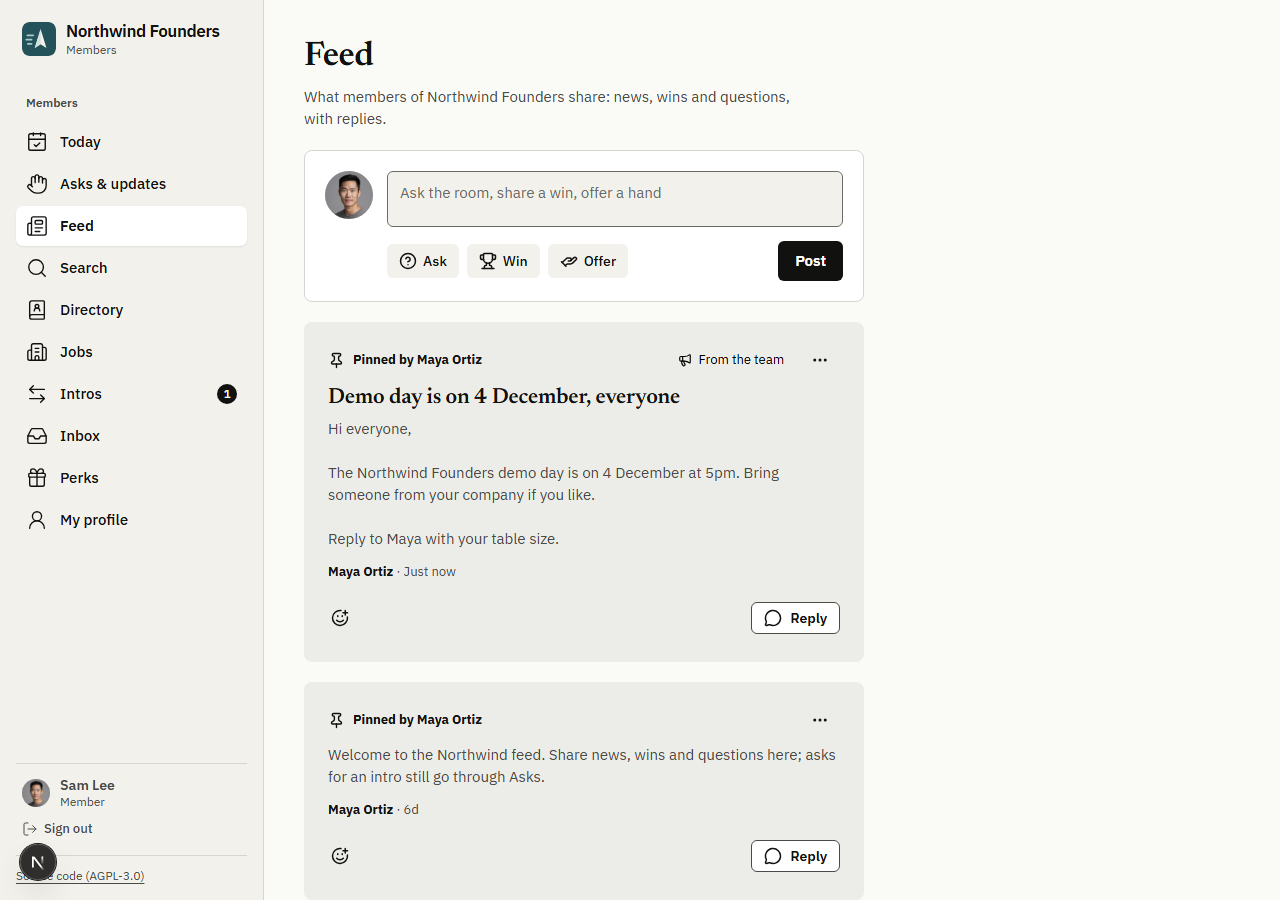 Northwind Founders
Members
Members
Today
Asks & updates
Feed
Search
Directory
Jobs
Intros
1
Inbox
Perks
My profile
Sam Lee
Member
Sign out
N
code (AGPL-3.0)
Feed
What members of Northwind Founders share: news, wins and questions,
with replies.
Ask the room, share a win, offer a hand
Ask
Win
Offer
Post
Pinned by Maya Ortiz
From the team
Demo day is on 4 December, everyone
Hi everyone,
The Northwind Founders demo day is on 4 December at 5pm. Bring
someone from your company if you like.
Reply to Maya with your table size.
Maya Ortiz · Just now
Reply
Pinned by Maya Ortiz
Welcome to the Northwind feed. Share news, wins and questions here; asks
for an intro still go through Asks.
Maya Ortiz · 6d
Reply